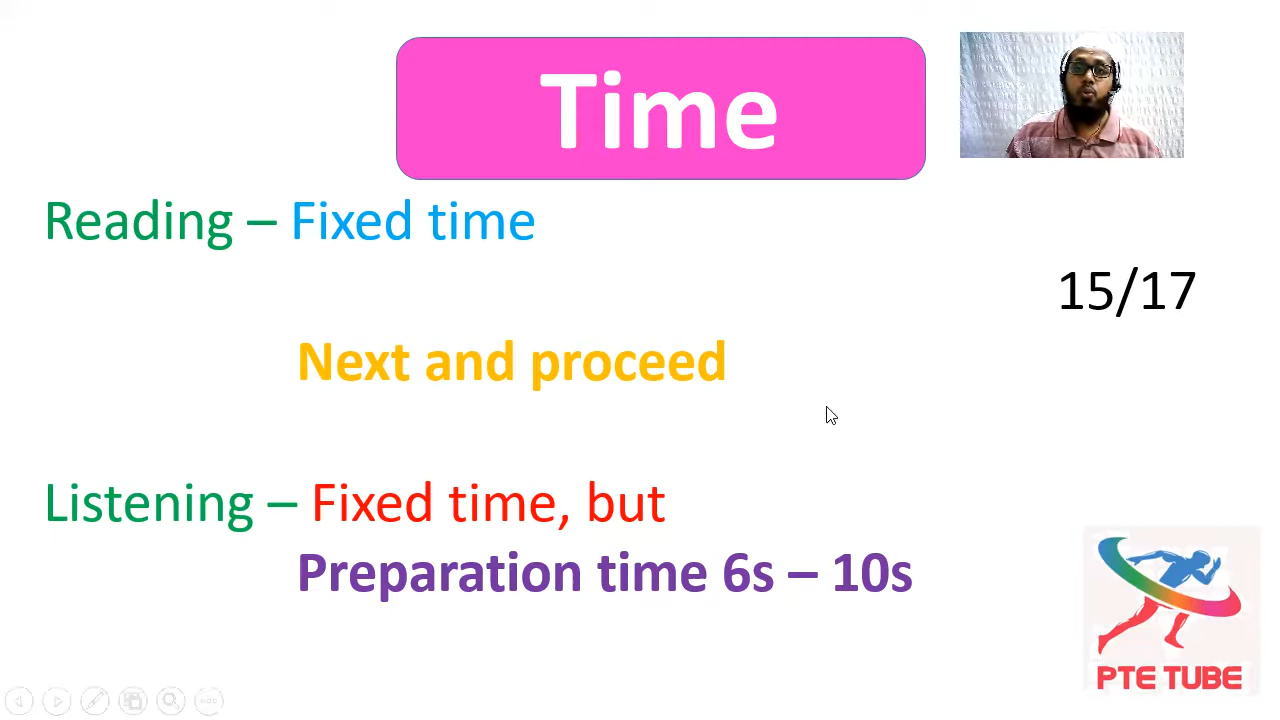 Time
Reading – Fixed time
15/17
Next and proceed
Listening – Fixed time, but
Preparation time 6s – 10s
PTE TUBE